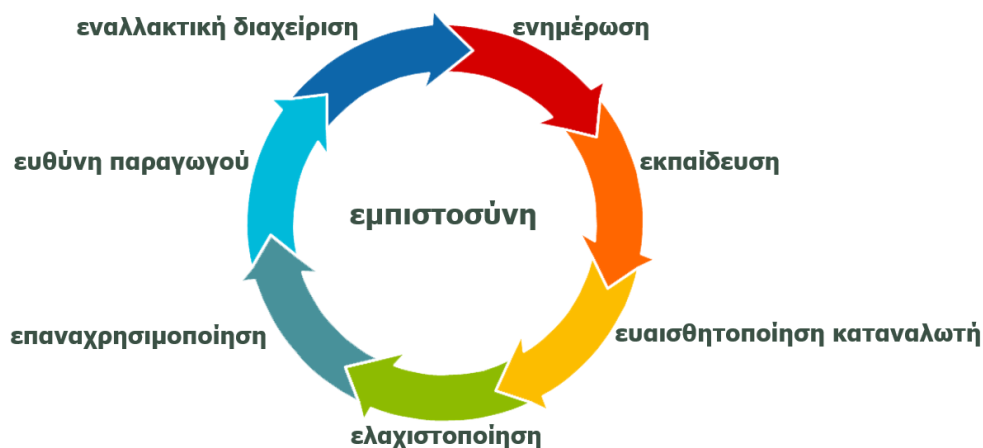 εναλλακτική διαχείριση
ενημέρωση
ευθύνη παραγωγού
εκπαίδευση
εμπιστοσύνη
επαναχρησιμοποίηση
ευαισθητοποίηση καταναλωτή
ελαχιστοποίηση